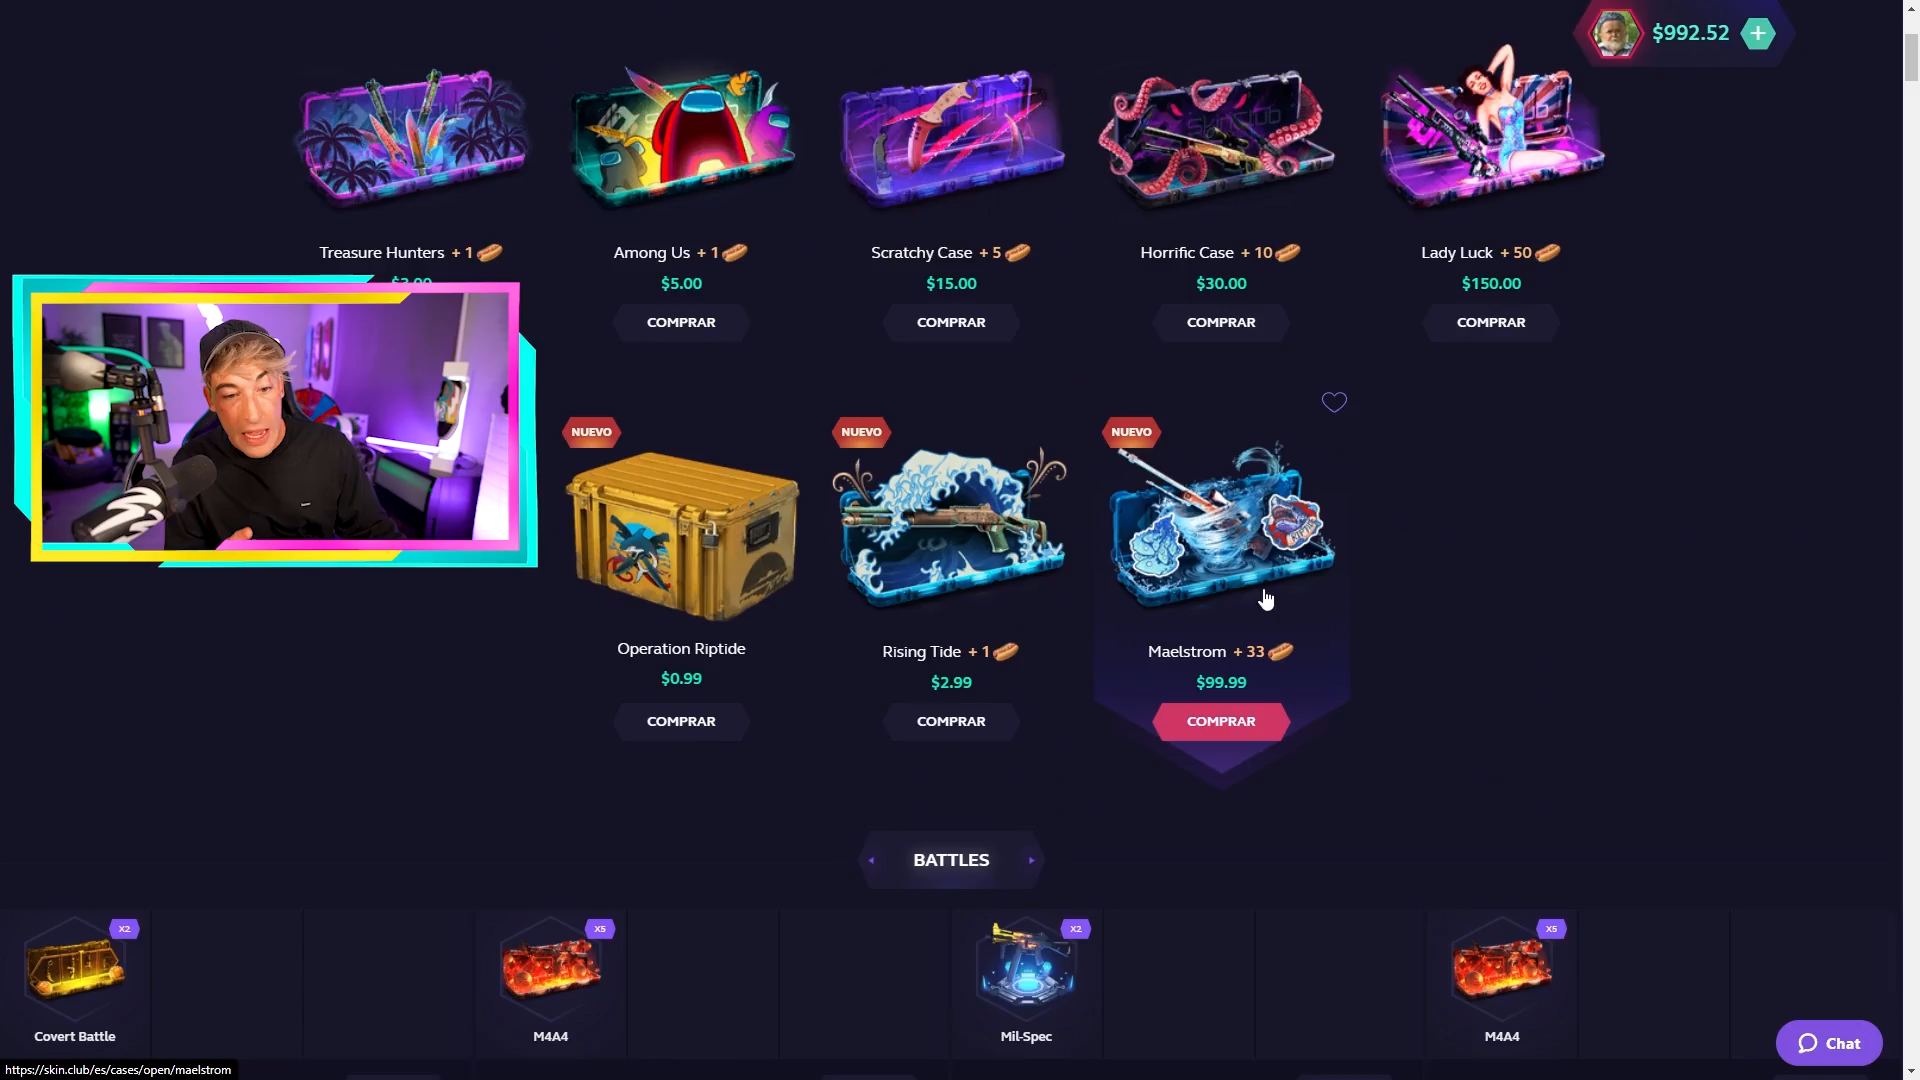 $992.52
Treasure Hunters + 1
Among Us + 1
Scratchy Case + 5
Horrific Case + 10
Lady Luck + 50
$5.00
$15.00
$30.00
$150.00
COMPRAR
COMPRAR
COMPRAR
COMPRAR
NUEVO
NUEVO
NUEVO
Operation Riptide
Rising Tide + 1
Maelstrom + 33
$0.99
$2.99
$99.99
COMPRAR
COMPRAR
COMPRAR
BATTLES
X2
X5
X2
X5
Covert Battle
M4A4
Mil-Spec
M4A4
Chat
https://skin.club/es/cases/open/maelstrom